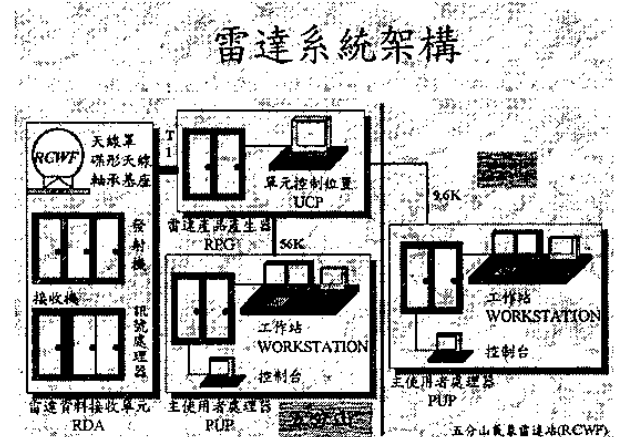 雷達系統架構
RCWF
天線罩
碟形天線
軸承基座
T1
單元控制位置
UCP
9.6K
雷達產品產生器
RPG
56K
發射機
接收機
訊號處理器
工作站
WORKSTATION
控制台
工作站
WORKSTATION
控制台
雷達資料接收單元
RDA
主使用者處理器
PUP
主使用者處理器
PUP
五分山氣象雷達站(RCWF)